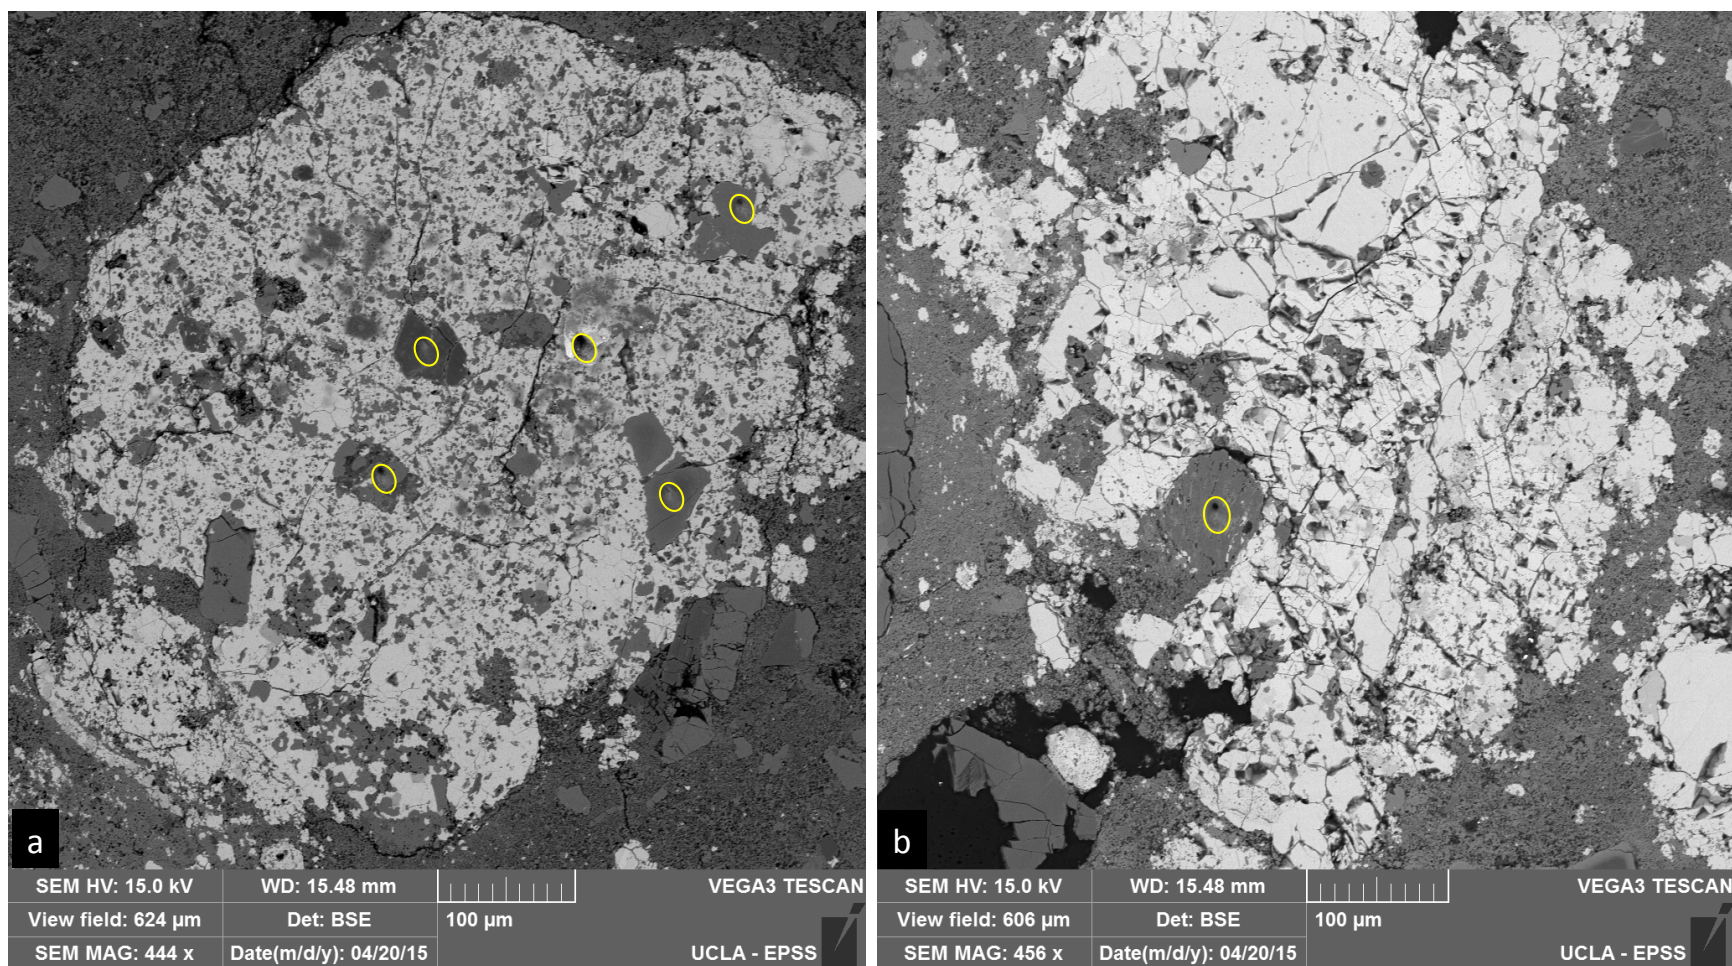 a
SEM HV: 15.0 kV
WD: 15.48 mm
VEGA3 TESCAN
View field: 624 µm
Det: BSE
100 µm
SEM MAG: 444 x
Date(m/d/y): 04/20/15
UCLA - EPSS
b
SEM HV: 15.0 kV
WD: 15.48 mm
VEGA3 TESCAN
View field: 606 µm
Det: BSE
100 µm
SEM MAG: 456 x
Date(m/d/y): 04/20/15
UCLA - EPSS